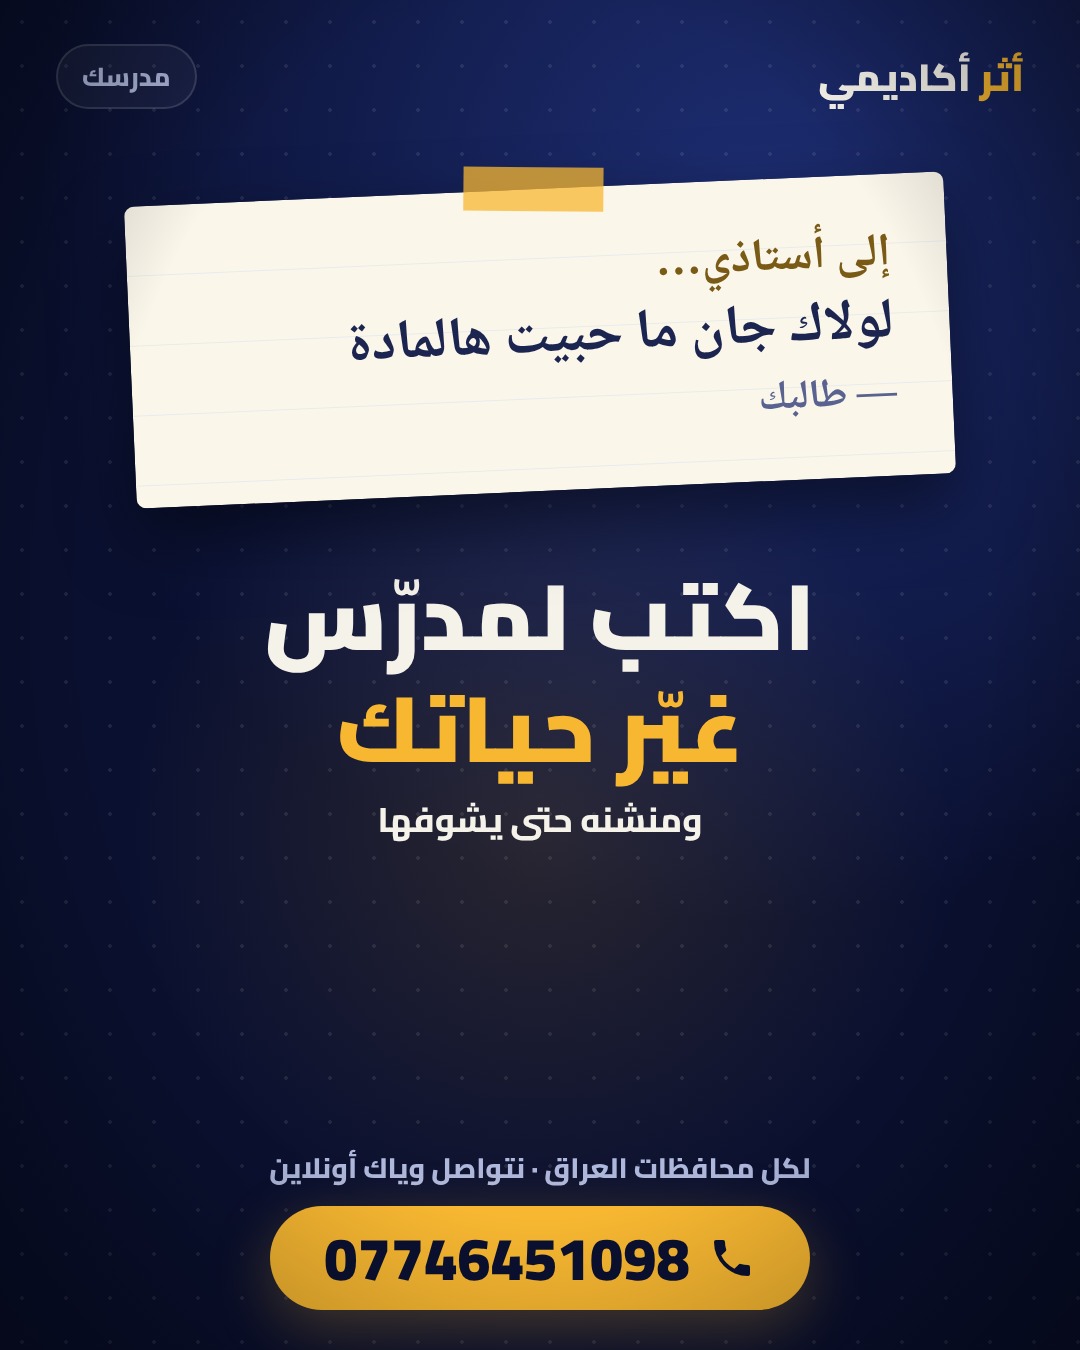 أثر أكاديمي
مدرسك
إلى أستاذي...
لولاك جان ما حبيت هالمادة
— طالبك
اكتب لمدرّس
غيّر حياتك
ومنشنه حتى يشوفها
لكل محافظات العراق · نتواصل وياك أونلاين
07746451098